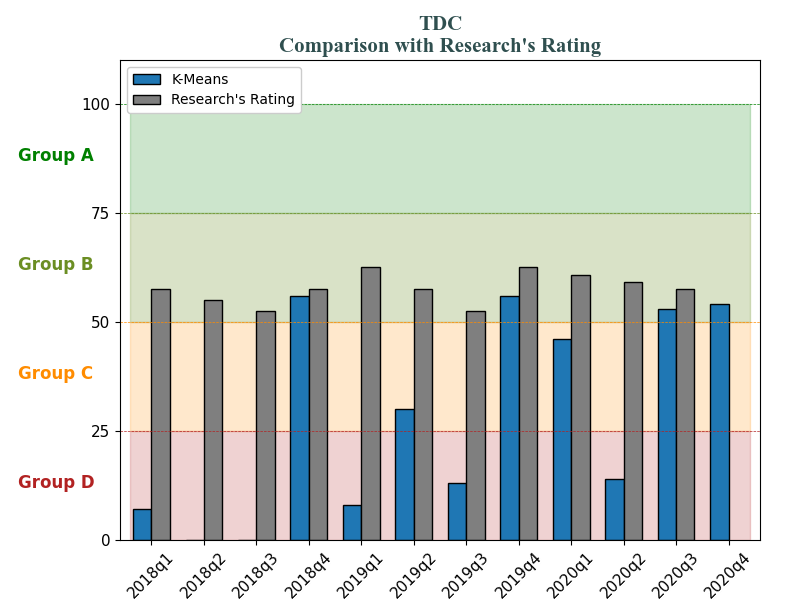 TDC
Comparison with Research's Rating
K-Means
Research's Rating
100
Group A
75
Group B
50
Group C
25
Group D
0
2018q1
2018q2
2018q3
2018q4
2019q1
2019q2
2019q3
2019q4
2020q1
2020q2
2020q3
2020q4